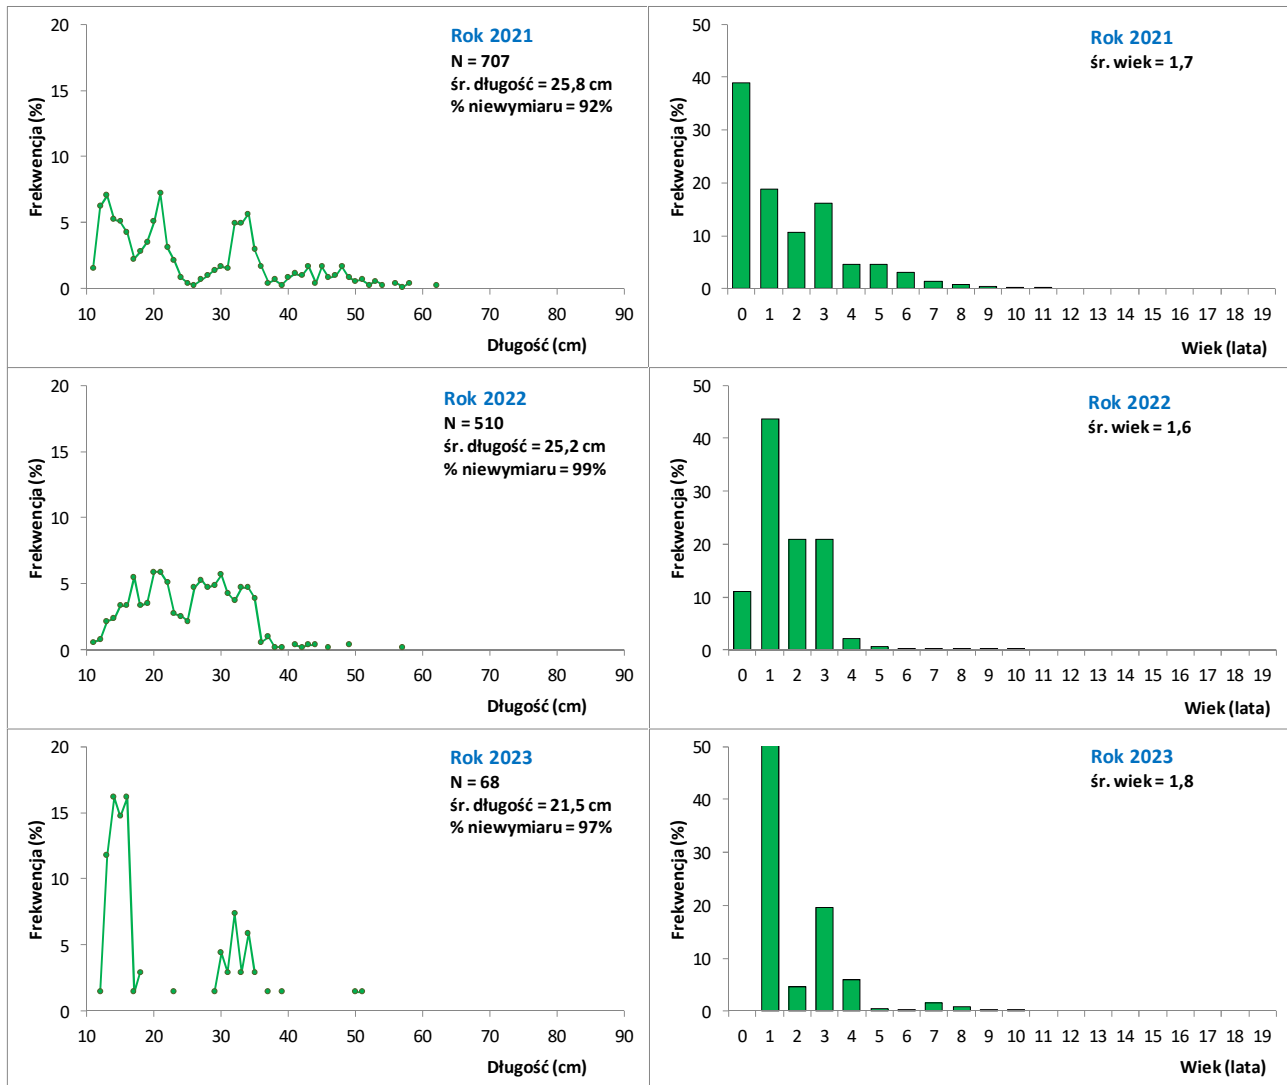 Rok 2021
N = 707
śr. długość = 25,8 cm
% niewymiaru = 92%
Frekwencja (%)
20
15
10
5
0
10 20 30 40 50 60 70 80 90
Długość (cm)
Rok 2021
śr. wiek = 1,7
Frekwencja (%)
50
40
30
20
10
0
0 1 2 3 4 5 6 7 8 9 10 11 12 13 14 15 16 17 18 19
Wiek (lata)
Rok 2022
N = 510
śr. długość = 25,2 cm
% niewymiaru = 99%
Frekwencja (%)
20
15
10
5
0
10 20 30 40 50 60 70 80 90
Długość (cm)
Rok 2022
śr. wiek = 1,6
Frekwencja (%)
50
40
30
20
10
0
0 1 2 3 4 5 6 7 8 9 10 11 12 13 14 15 16 17 18 19
Wiek (lata)
Rok 2023
N = 68
śr. długość = 21,5 cm
% niewymiaru = 97%
Frekwencja (%)
20
15
10
5
0
10 20 30 40 50 60 70 80 90
Długość (cm)
Rok 2023
śr. wiek = 1,8
Frekwencja (%)
50
40
30
20
10
0
0 1 2 3 4 5 6 7 8 9 10 11 12 13 14 15 16 17 18 19
Wiek (lata)